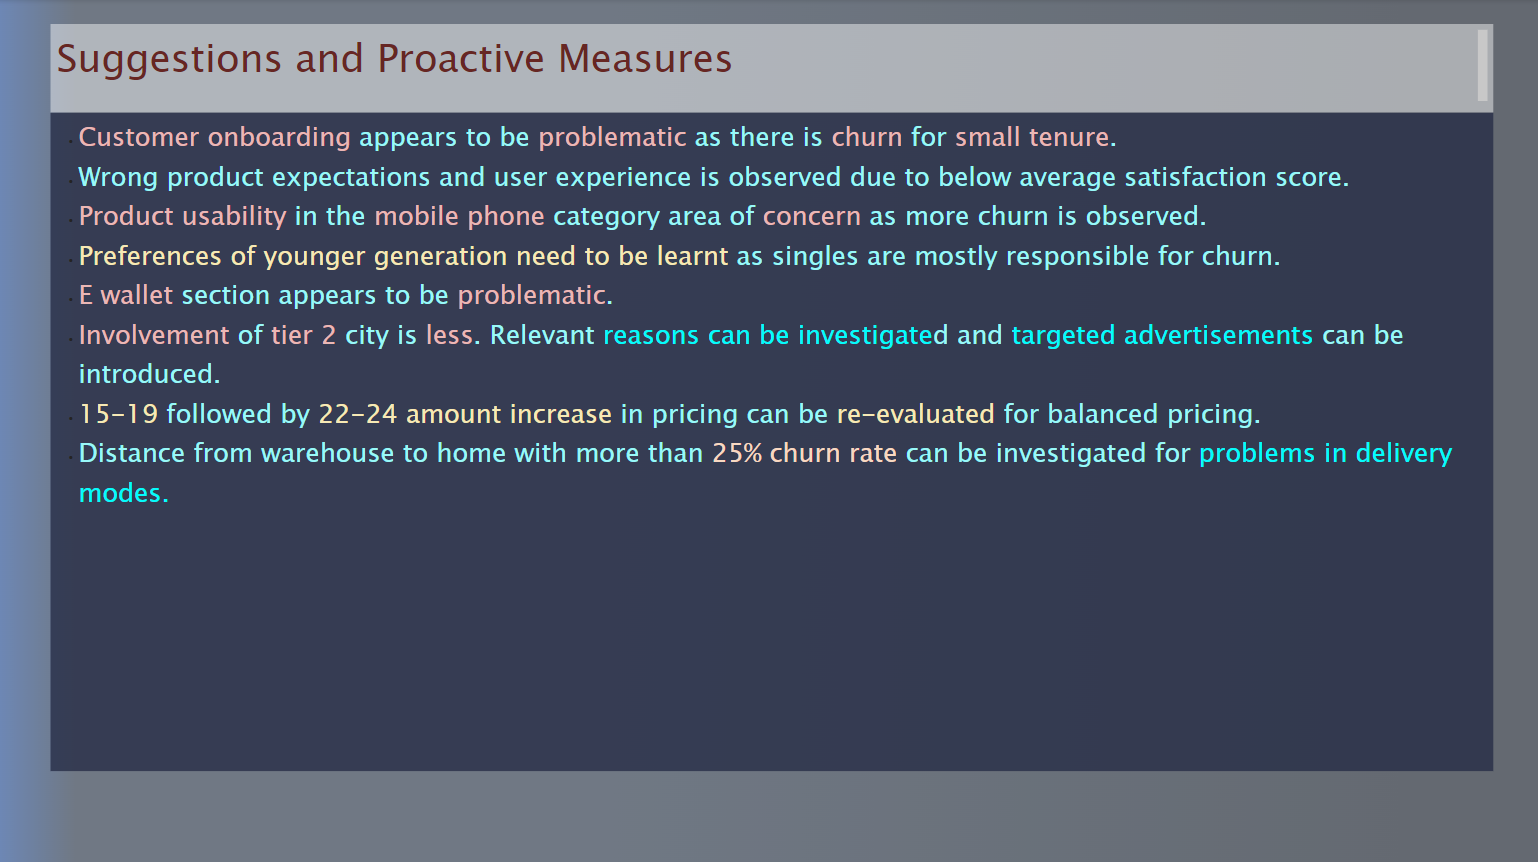 Suggestions and Proactive Measures
Customer onboarding appears to be problematic as there is churn for small tenure.
Wrong product expectations and user experience is observed due to below average satisfaction score.
Product usability in the mobile phone category area of concern as more churn is observed.
Preferences of younger generation need to be learnt as singles are mostly responsible for churn.
E wallet section appears to be problematic.
Involvement of tier 2 city is less. Relevant reasons can be investigated and targeted advertisements can be
introduced.
15-19 followed by 22-24 amount increase in pricing can be re-evaluated for balanced pricing.
Distance from warehouse to home with more than 25% churn rate can be investigated for problems in delivery
modes.